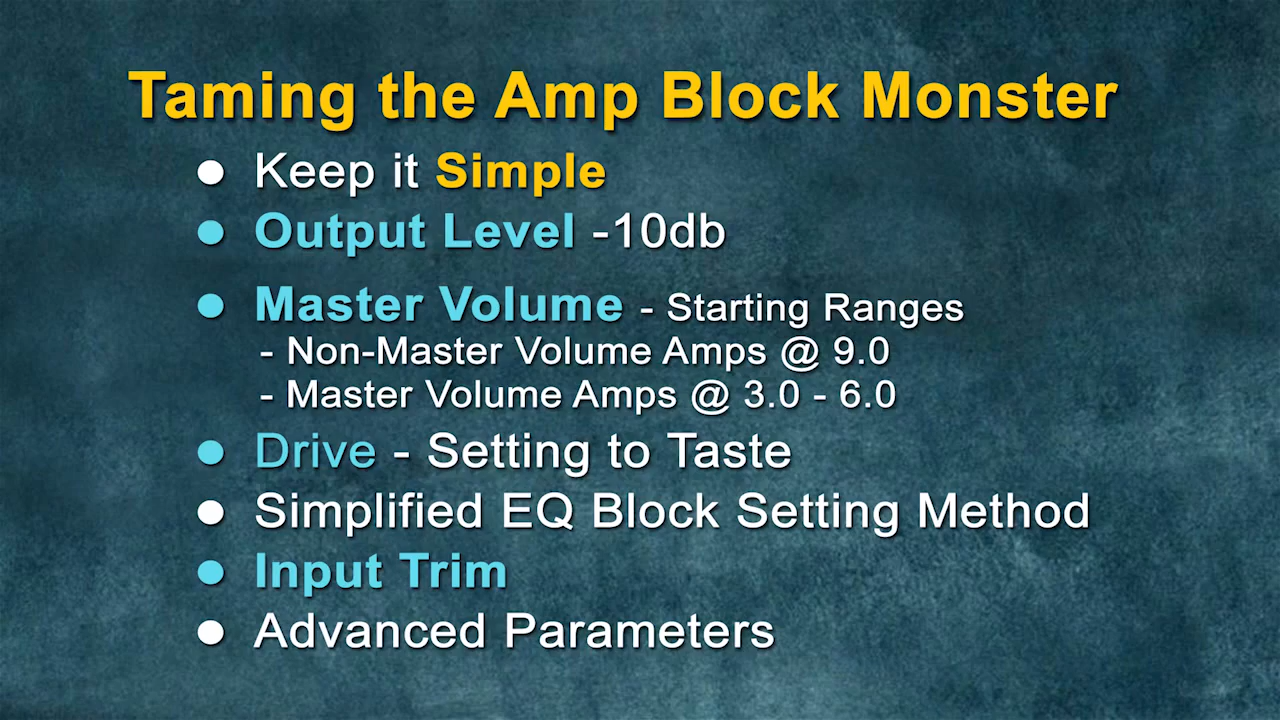 Taming the Amp Block Monster
● Keep it Simple
● Output Level -10db
● Master Volume - Starting Ranges
- Non-Master Volume Amps @ 9.0
- Master Volume Amps @ 3.0 - 6.0
● Drive - Setting to Taste
● Simplified EQ Block Setting Method
● Input Trim
● Advanced Parameters